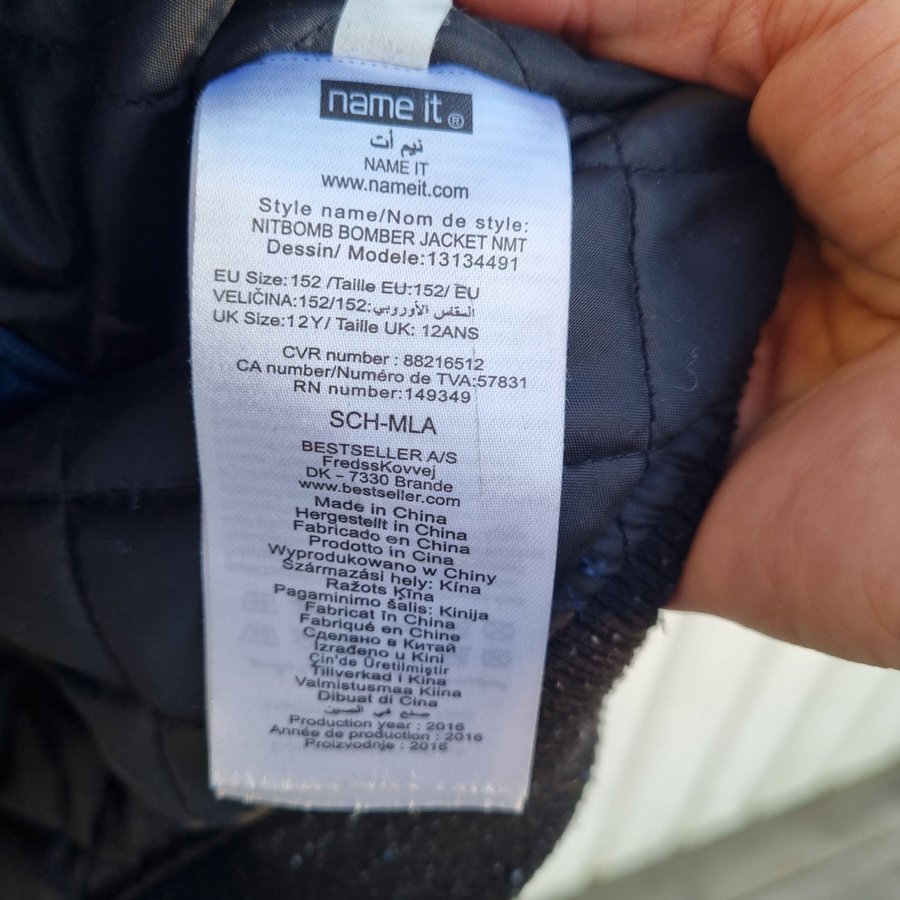 name it ®
نيم أت
NAME IT
www.nameit.com
Style name/Nom de style:
NITBOMB BOMBER JACKET NMT
Dessin/ Modele:13134491
EU Size:152 /Taille EU:152/ EU
VELIČINA:152/152:المقاس الأوروبي
UK Size:12Y/ Taille UK: 12ANS
CVR number : 88216512
CA number/Numéro de TVA:57831
RN number:149349
SCH-MLA
BESTSELLER A/S
FredssKovvej
DK – 7330 Brande
www.bestseller.com
Made in China
Hergestellt in China
Fabricado en China
Prodotto in Cina
Wyprodukowano w Chiny
Származási hely: Kína
Ražots Ķīna
Pagaminimo šalis: Kinija
Fabricat în China
Fabriqué en Chine
Сделано в Китай
Izrađeno u Kini
Çin'de Üretilmiştir
Tillverkad i Kina
Valmistusmaa Kiina
Dibuat di Cina
صنع في الصين
Production year : 2016
Année de production : 2016
Proizvodnje : 2016